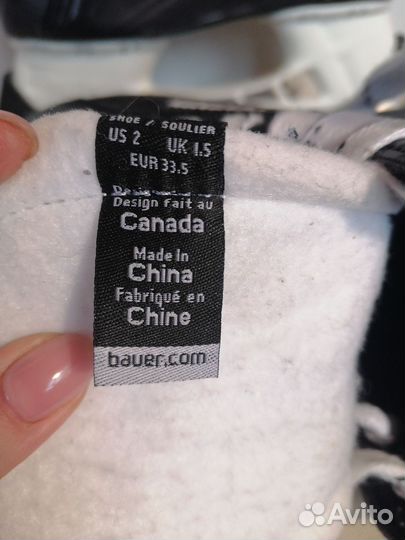 SHOE / SOULIER
US 2 UK 1.5
EUR 33.5
Design fait au
Canada
Made In
China
Fabriqué en
Chine
bauer.com
Avito